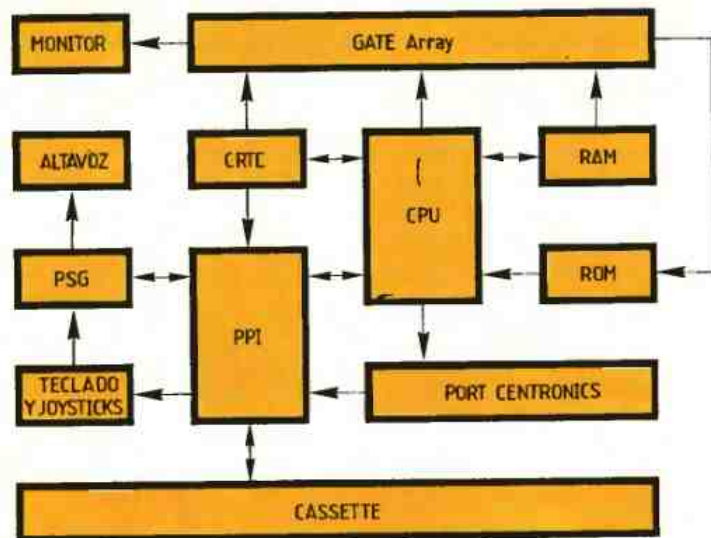 MONITOR
GATE Array
ALTAVOZ
CRTC
CPU
RAM
PSG
PPI
ROM
TECLADO
Y JOYSTICKS
PORT CENTRONICS
CASSETTE